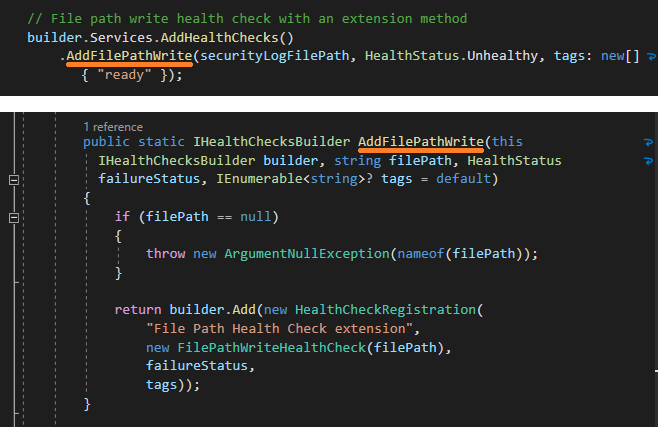 // File path write health check with an extension method
builder.Services.AddHealthChecks()
.AddFilePathWrite(securityLogFilePath, HealthStatus.Unhealthy, tags: new[]
{ "ready" });
1 reference
public static IHealthChecksBuilder AddFilePathWrite(this
IHealthChecksBuilder builder, string filePath, HealthStatus
failureStatus, IEnumerable<string>? tags = default)
{
if (filePath == null)
{
throw new ArgumentNullException(nameof(filePath));
}
return builder.Add(new HealthCheckRegistration(
"File Path Health Check extension",
new FilePathWriteHealthCheck(filePath),
failureStatus,
tags));
}